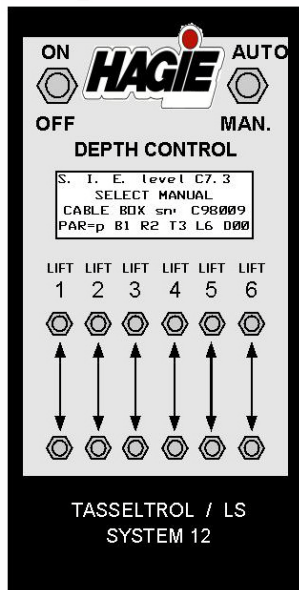 ON HAGIE AUTO
OFF MAN.
DEPTH CONTROL
S. I. E. level C7.3
SELECT MANUAL
CABLE BOX sn: C98009
PAR=p B1 R2 T3 L6 D00
LIFT LIFT LIFT LIFT LIFT LIFT
1 2 3 4 5 6
TASSELTROL / LS
SYSTEM 12